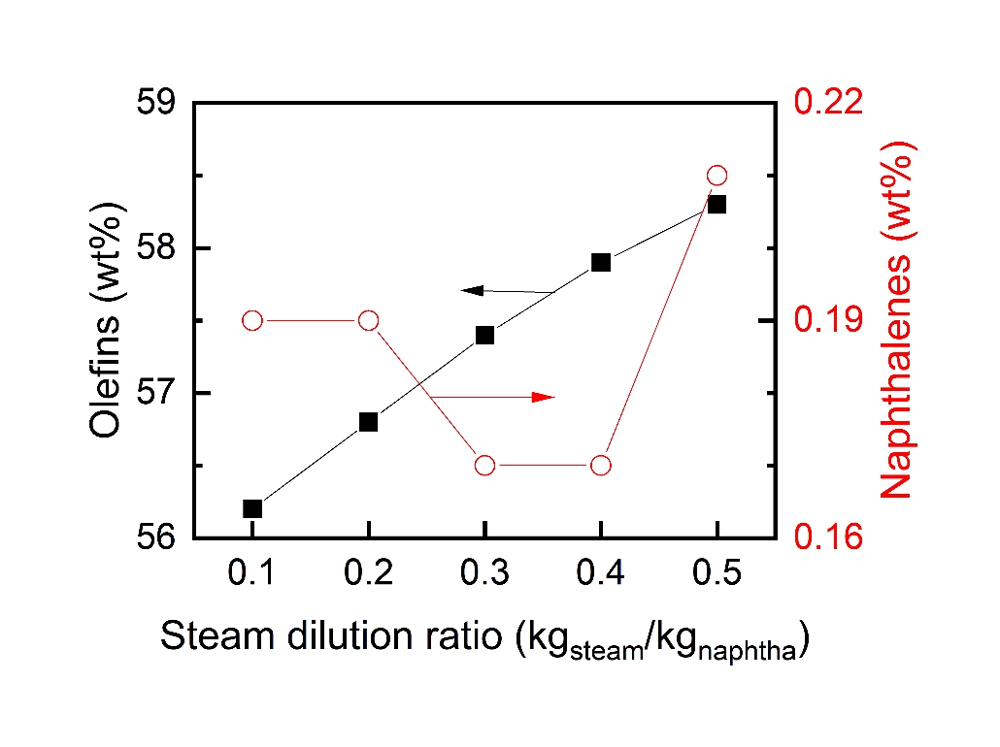 59
58
57
56
Olefins (wt%)
0.22
0.19
0.16
Naphthalenes (wt%)
0.1 0.2 0.3 0.4 0.5
Steam dilution ratio (kgsteam/kgnaphtha)